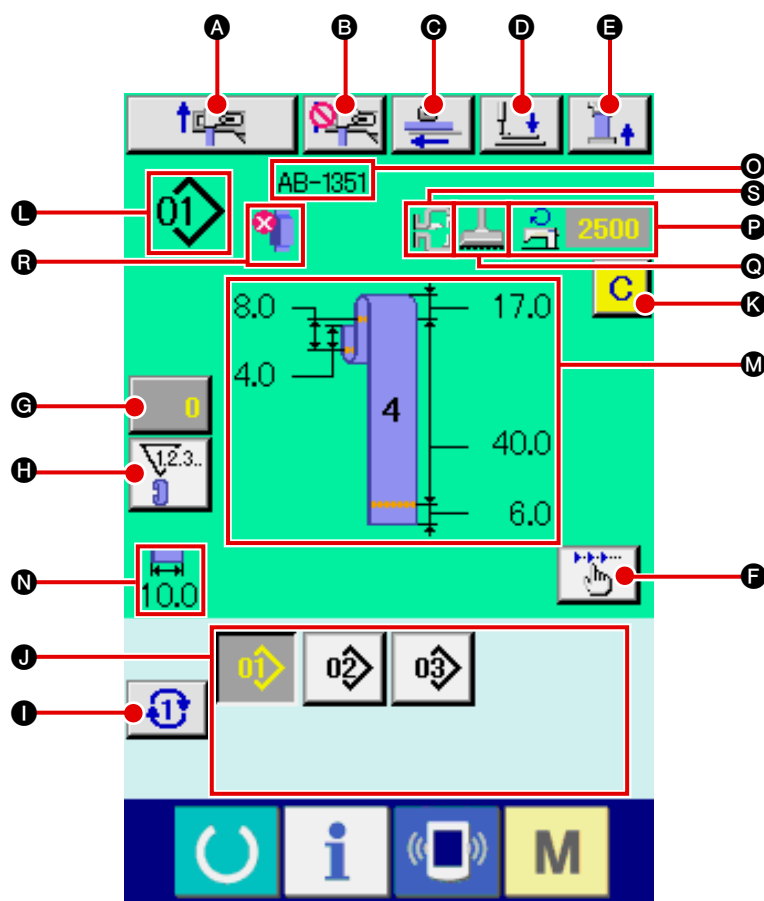 A B C D E
AB-1351 O
S
L 01 2500 P
R Q
C K
8.0 17.0
4.0 M
G 0 4
H 1,2,3..
40.0
6.0
N 10.0 F
J 01 02 03
I 1
i M